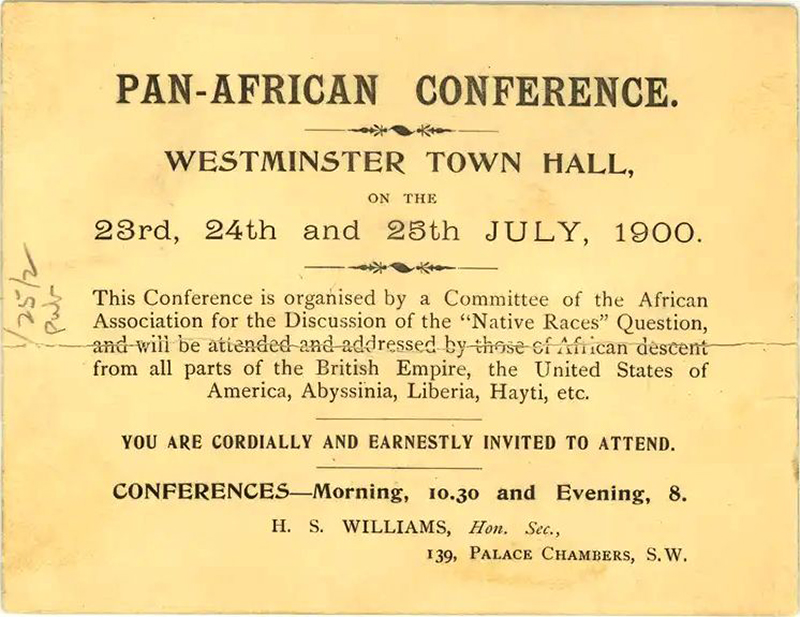 PAN-AFRICAN CONFERENCE.
WESTMINSTER TOWN HALL,
ON THE
23rd, 24th and 25th JULY, 1900.
This Conference is organised by a Committee of the African
Association for the Discussion of the “Native Races” Question,
and will be attended and addressed by those of African descent
from all parts of the British Empire, the United States of
America, Abyssinia, Liberia, Hayti, etc.
YOU ARE CORDIALLY AND EARNESTLY INVITED TO ATTEND.
CONFERENCES—Morning, 10.30 and Evening, 8.
H. S. WILLIAMS, Hon. Sec.,
139, PALACE CHAMBERS, S.W.